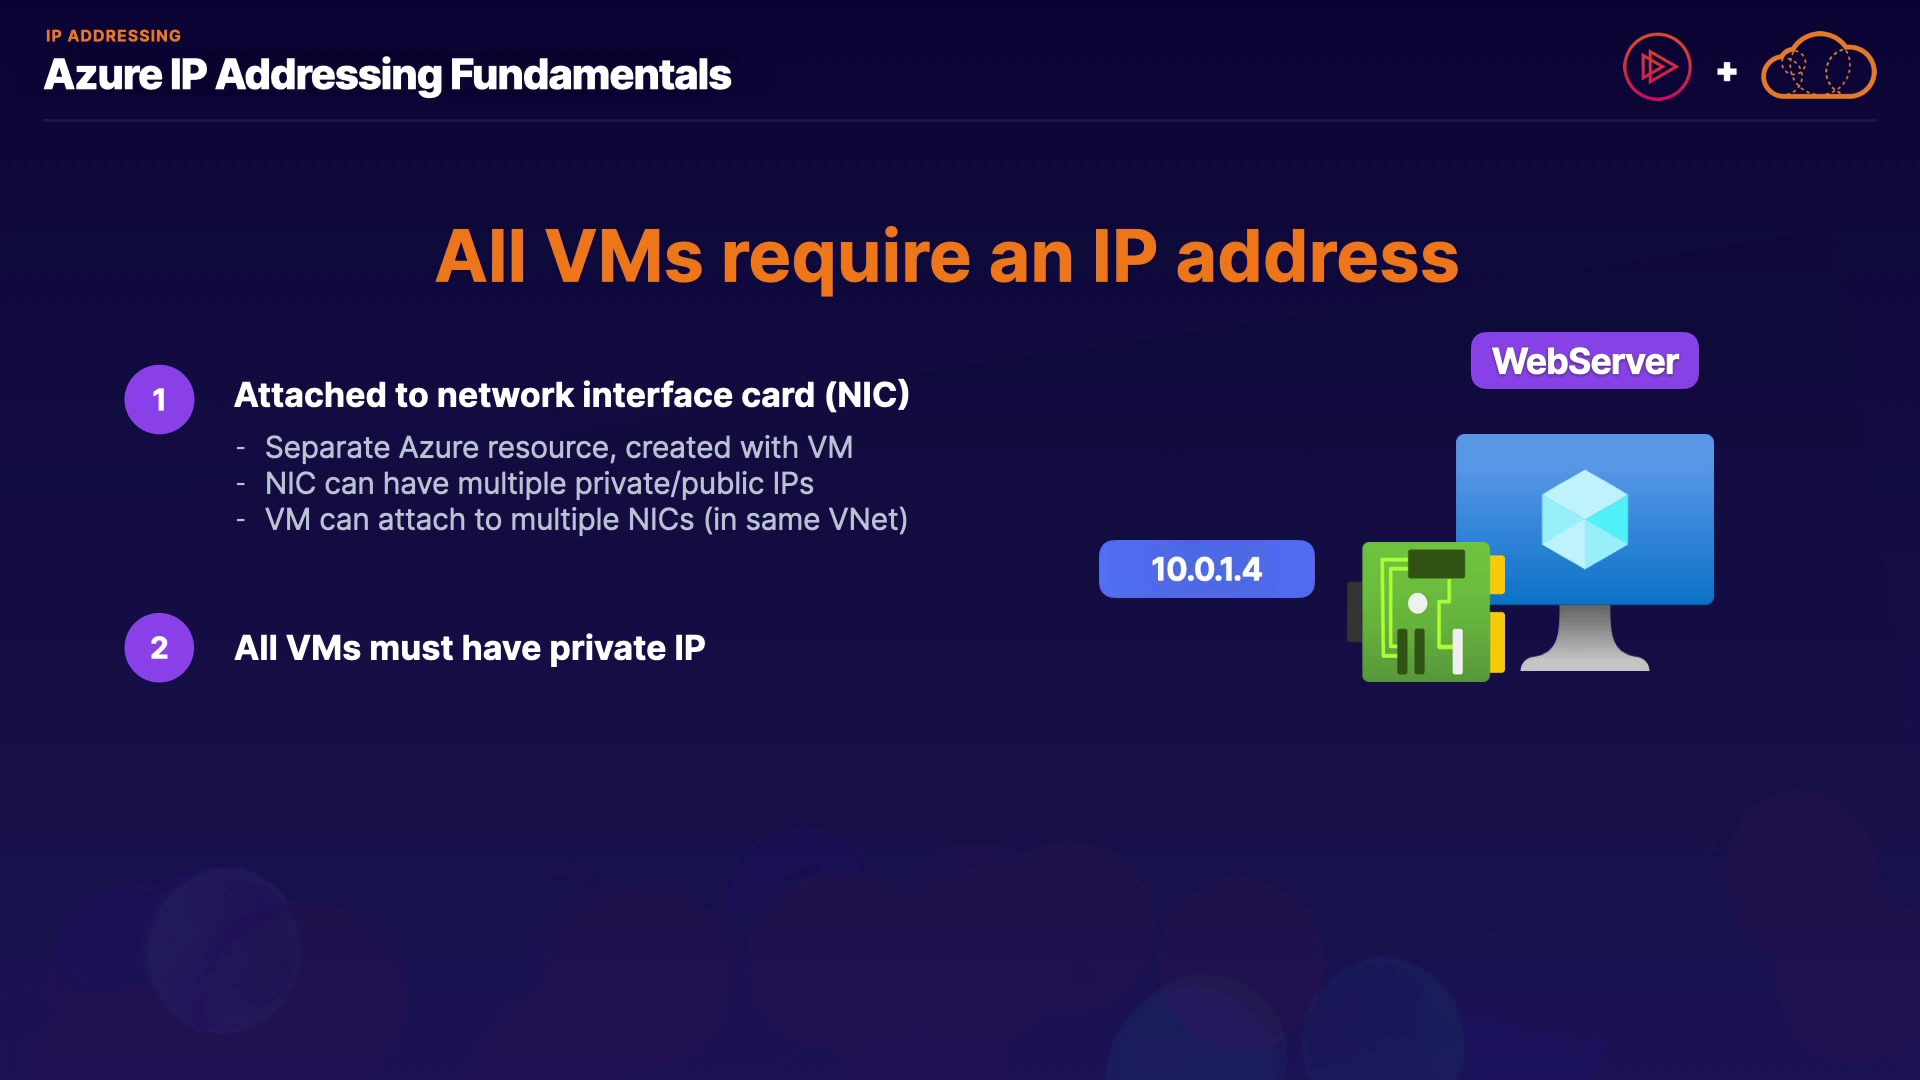 IP ADDRESSING
Azure IP Addressing Fundamentals
+
All VMs require an IP address
1
Attached to network interface card (NIC)
- Separate Azure resource, created with VM
- NIC can have multiple private/public IPs
- VM can attach to multiple NICs (in same VNet)
2
All VMs must have private IP
WebServer
10.0.1.4